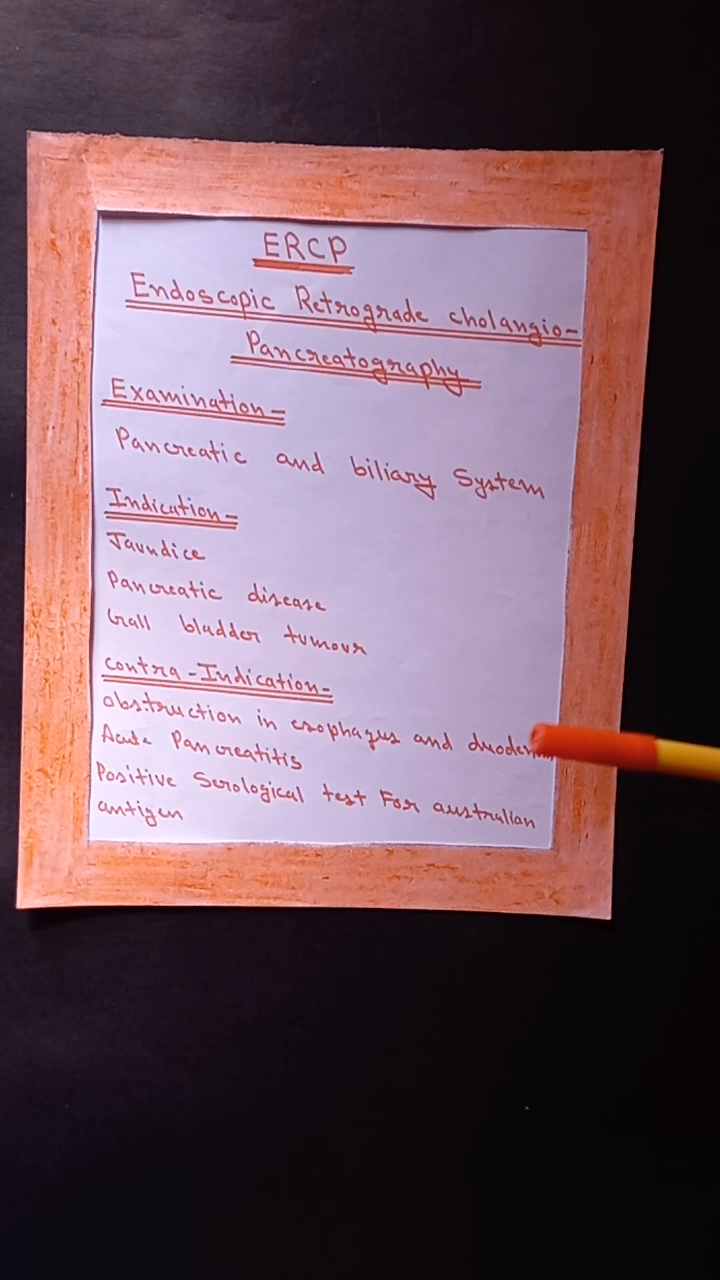 ERCP
Endoscopic Retrograde cholangio-
Pancreatography
Examination-
Pancreatic and biliary System
Indication-
Jaundice
Pancreatic disease
Gall bladder tumour
Contra-Indication-
obstruction in esophagus and
Acute Pancreatitis
Positive Serological test For australian
antigen